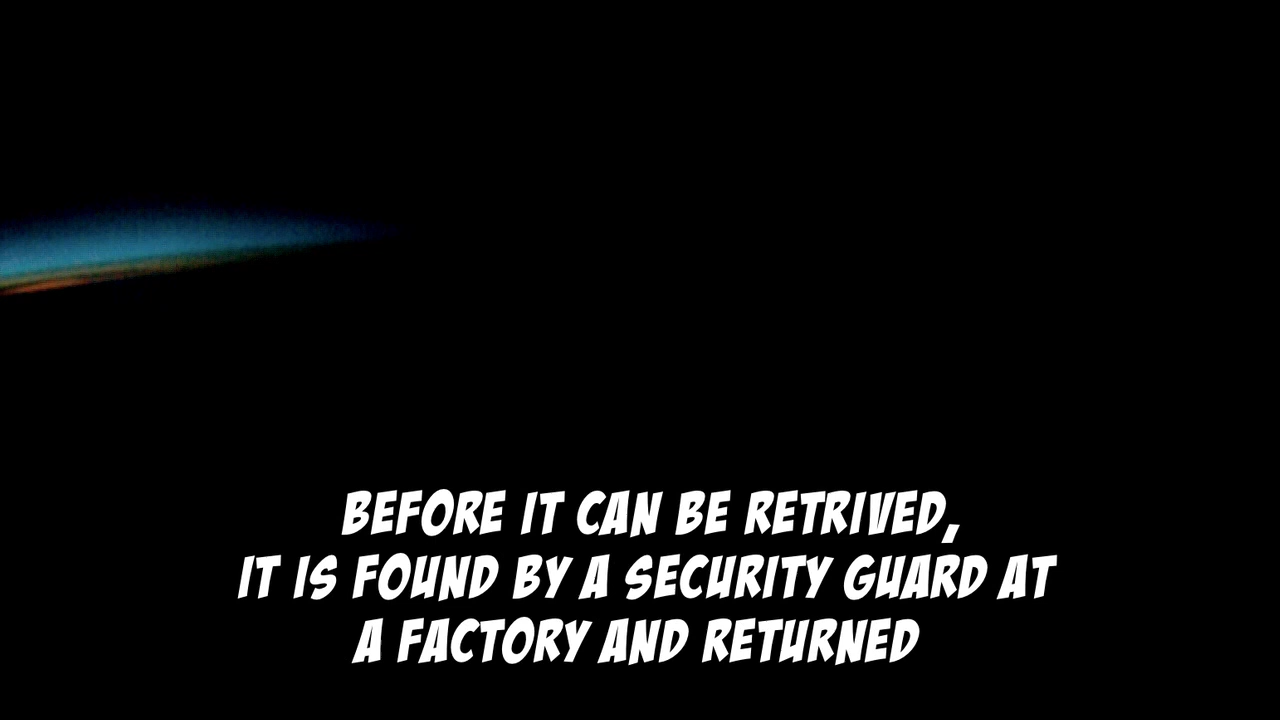 BEFORE IT CAN BE RETRIVED,
IT IS FOUND BY A SECURITY GUARD AT
A FACTORY AND RETURNED